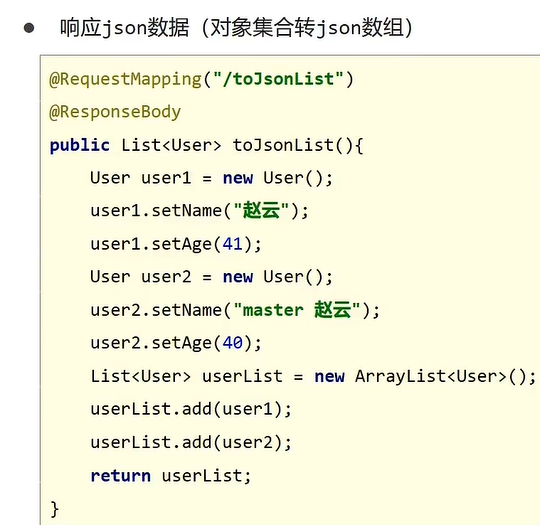 ● 响应json数据（对象集合转json数组）
@RequestMapping("/toJsonList")
@ResponseBody
public List<User> toJsonList(){
    User user1 = new User();
    user1.setName("赵云");
    user1.setAge(41);
    User user2 = new User();
    user2.setName("master 赵云");
    user2.setAge(40);
    List<User> userList = new ArrayList<User>();
    userList.add(user1);
    userList.add(user2);
    return userList;
}